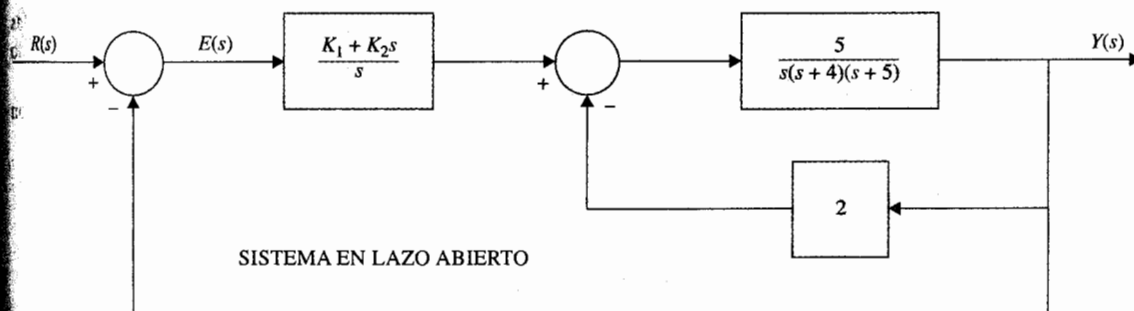 R(s)
+
−
E(s)
K₁ + K₂s
s
+
−
5
s(s + 4)(s + 5)
Y(s)
2
SISTEMA EN LAZO ABIERTO